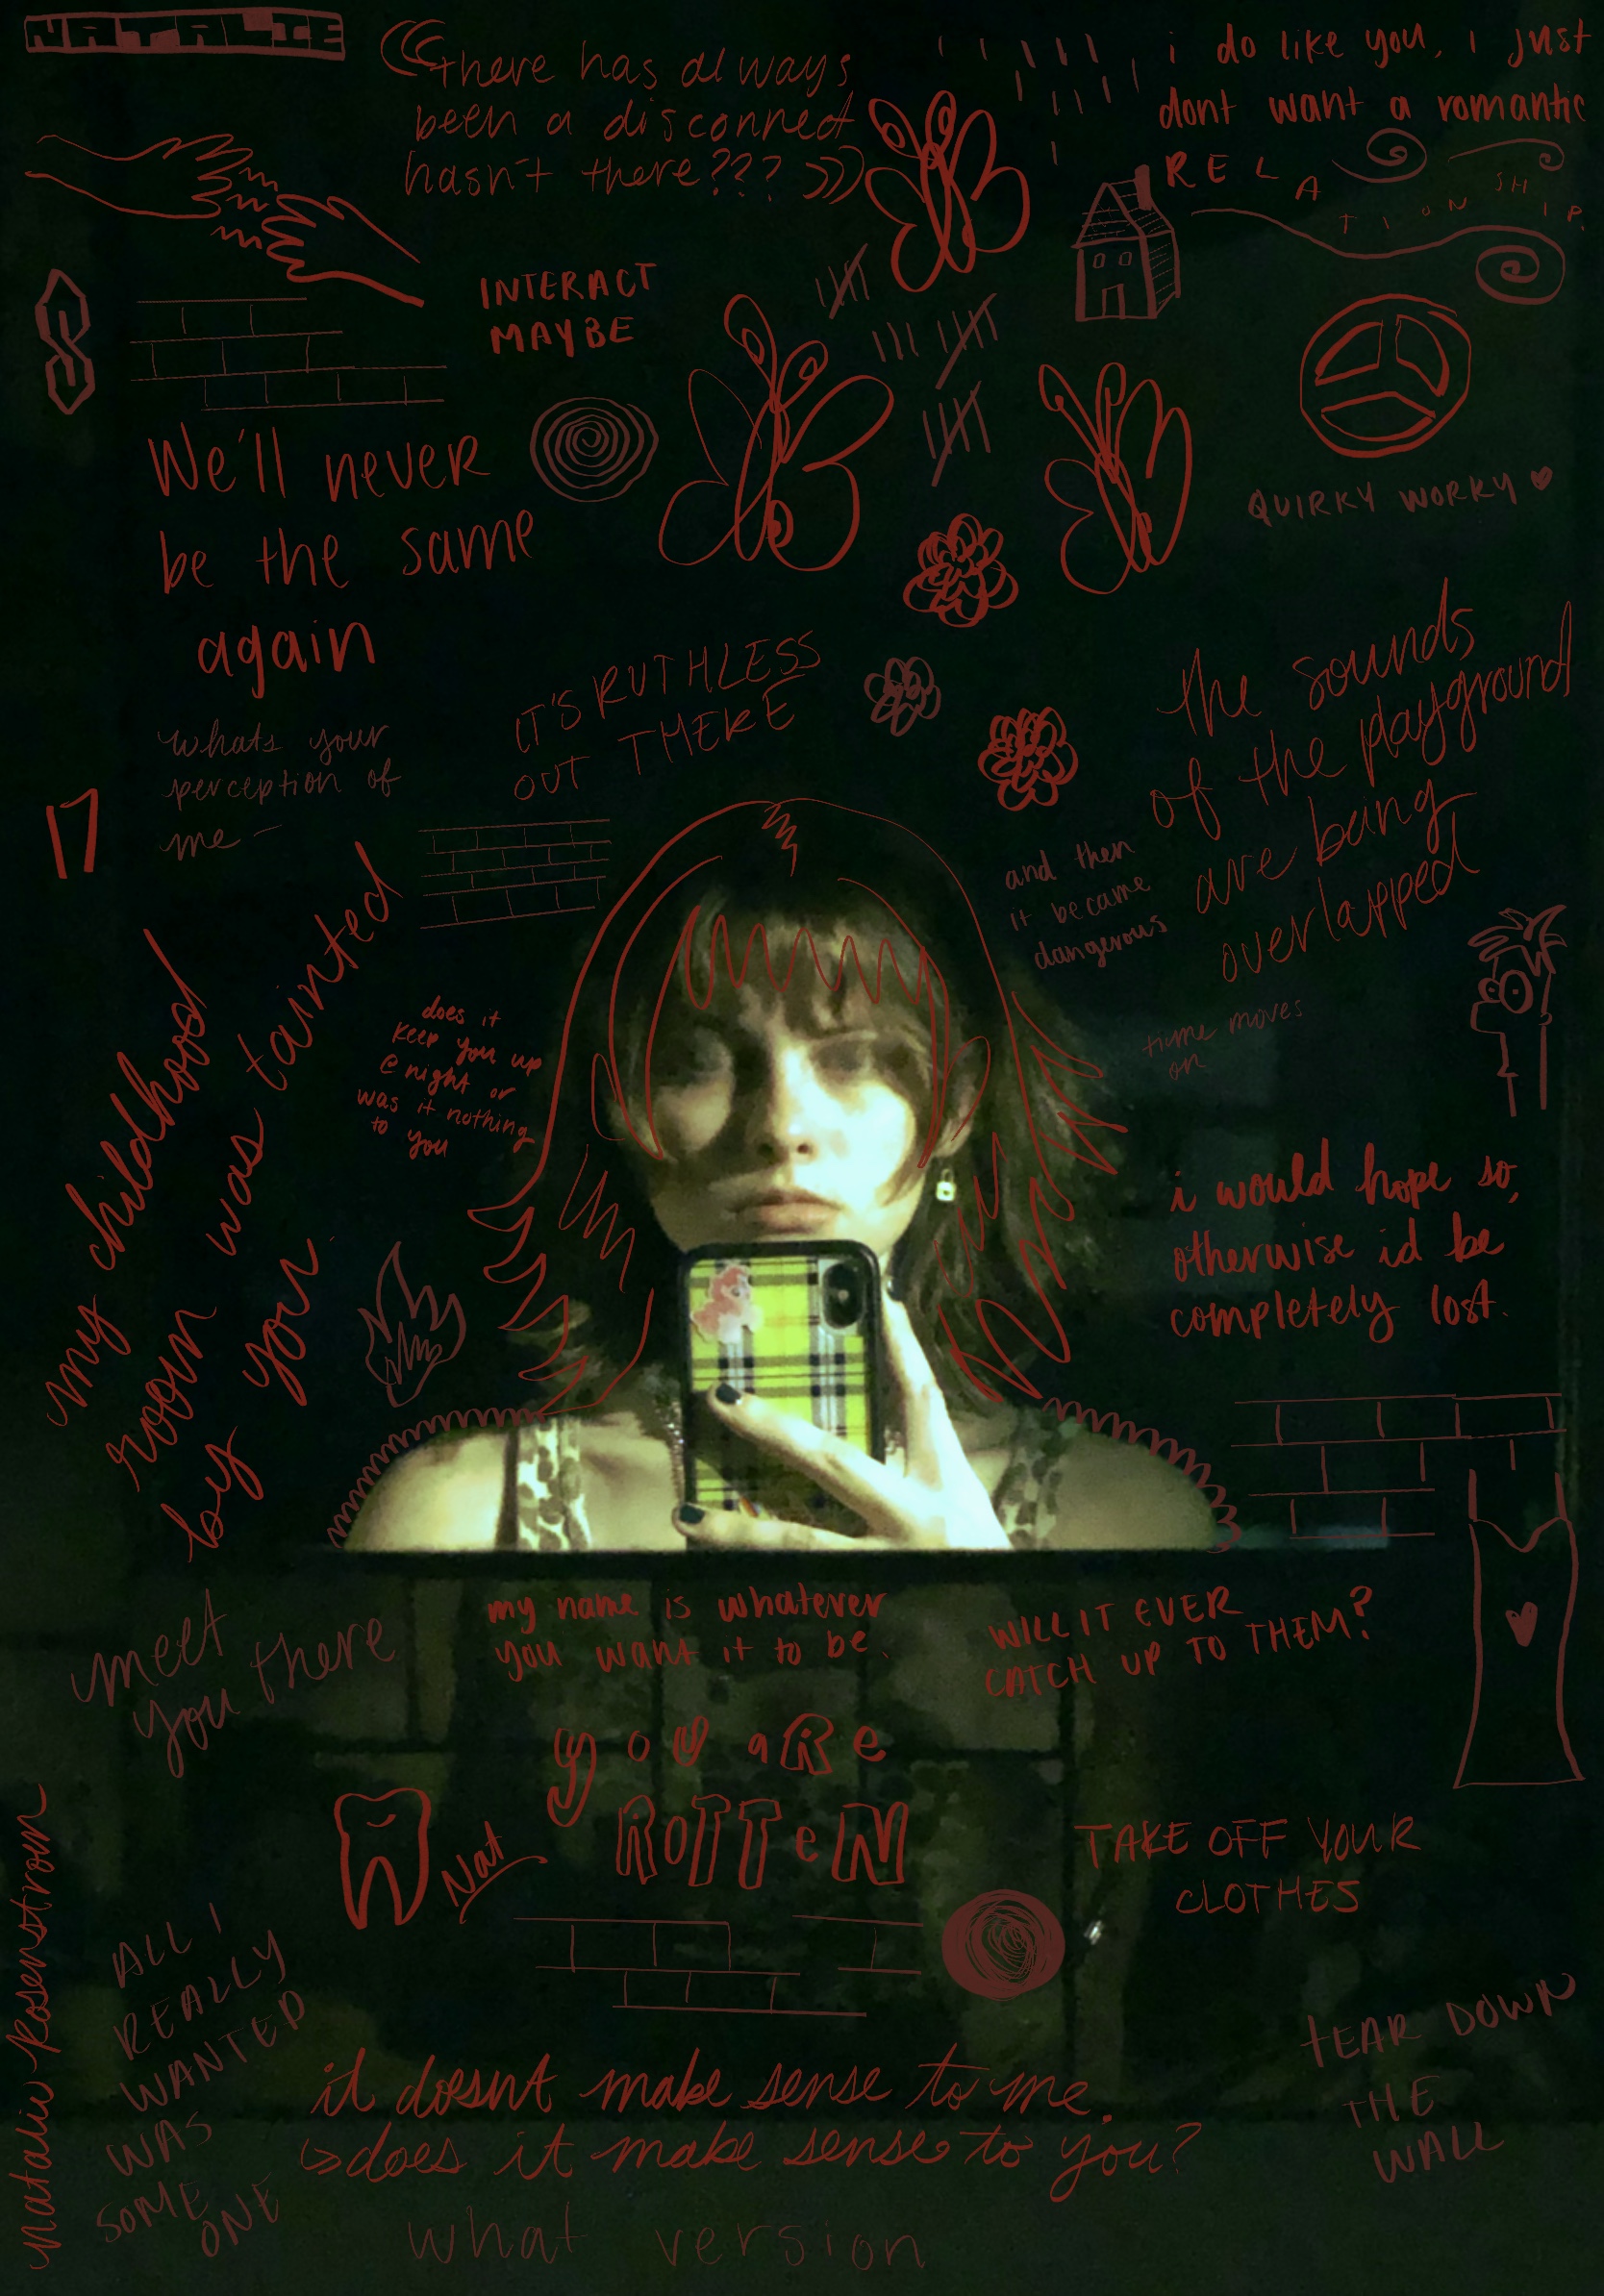 NATALIE
there has always
been a disconnect
hasn't there???
i do like you, i just
dont want a romantic
RELATIONSHIP.
INTERACT
MAYBE
We'll never
be the same
again
QUIRKY WORKY
whats your
perception of
me -
IT'S RUTHLESS
OUT THERE
the sounds
of the playground
are being
overlapped
17
and then
it became
dangerous
time moves
on
my childhood
room was tainted
by you.
does it
keep you up
@ night or
was it nothing
to you
i would hope so,
otherwise id be
completely lost.
meet
you there
my name is whatever
you want it to be.
WILL IT EVER
CATCH UP TO THEM?
you aRe
ROTTeN
Nat
TAKE OFF YOUR
CLOTHES
natalie rosenstrom
ALL I
REALLY
WANTED
WAS
SOME
ONE
tEAR DOWN
THE
WALL
it doesnt make sense to me.
does it make sense to you?
what version